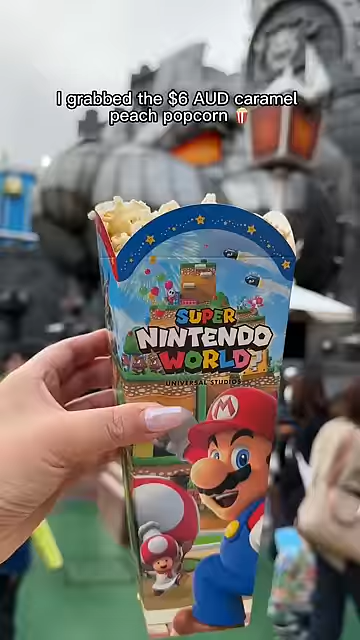 I grabbed the $6 AUD caramel
peach popcorn 🍿
SUPER
NINTENDO
WORLD
UNIVERSAL STUDIOS
M